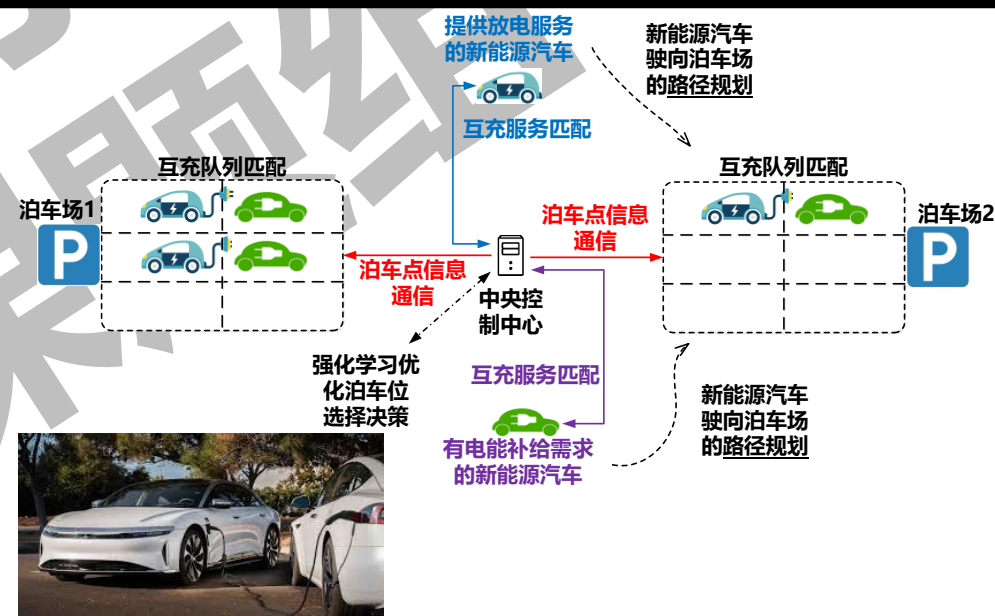 提供放电服务
的新能源汽车
新能源汽车
驶向泊车场
的路径规划
互充服务匹配
互充队列匹配
互充队列匹配
泊车场1
P
泊车点信息
通信
泊车场2
P
泊车点信息
通信
中央控
制中心
强化学习优
化泊车位
选择决策
互充服务匹配
新能源汽车
驶向泊车场
的路径规划
有电能补给需求
的新能源汽车